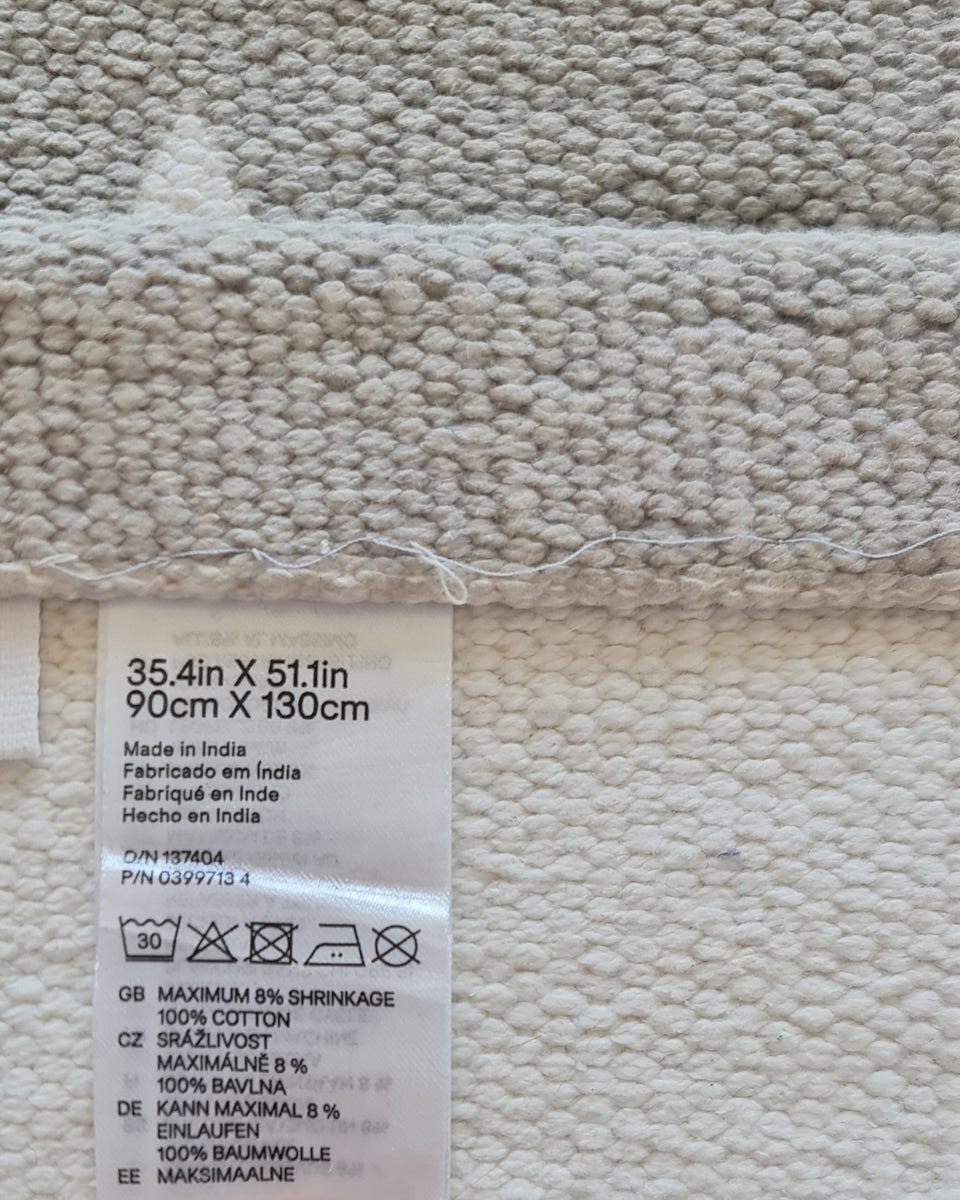 35.4in X 51.1in
90cm X 130cm
Made in India
Fabricado em Índia
Fabriqué en Inde
Hecho en India
O/N 137404
P/N 0399713 4
30
GB MAXIMUM 8% SHRINKAGE
100% COTTON
CZ SRÁŽLIVOST
MAXIMÁLNĚ 8 %
100% BAVLNA
DE KANN MAXIMAL 8 %
EINLAUFEN
100% BAUMWOLLE
EE MAKSIMAALNE